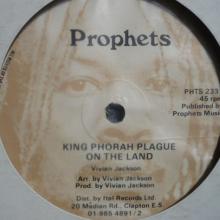 Prophets
PHTS 233
45 rpm
Published by
Prophets Music
KING PHORAH PLAGUE
ON THE LAND
Vivian Jackson
Arr. by Vivian Jackson
Prod. by Vivian Jackson
Dist. by Ital Records Ltd.
20 Median Rd., Clapton E.5
01 985 4891/2